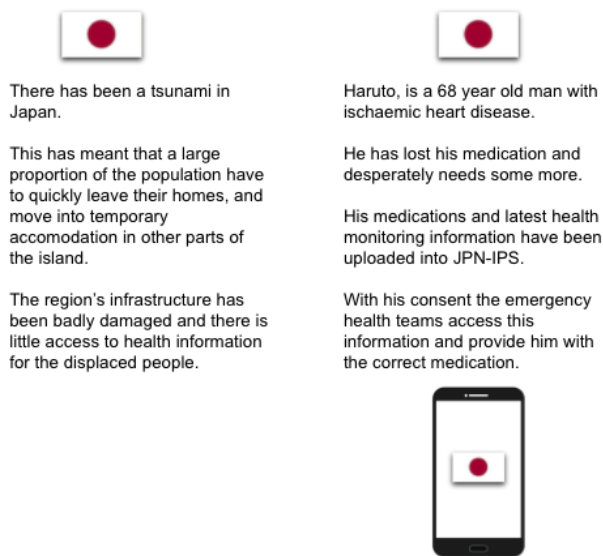 There has been a tsunami in
Japan.
This has meant that a large
proportion of the population have
to quickly leave their homes, and
move into temporary
accomodation in other parts of
the island.
The region's infrastructure has
been badly damaged and there is
little access to health information
for the displaced people.
Haruto, is a 68 year old man with
ischaemic heart disease.
He has lost his medication and
desperately needs some more.
His medications and latest health
monitoring information have been
uploaded into JPN-IPS.
With his consent the emergency
health teams access this
information and provide him with
the correct medication.